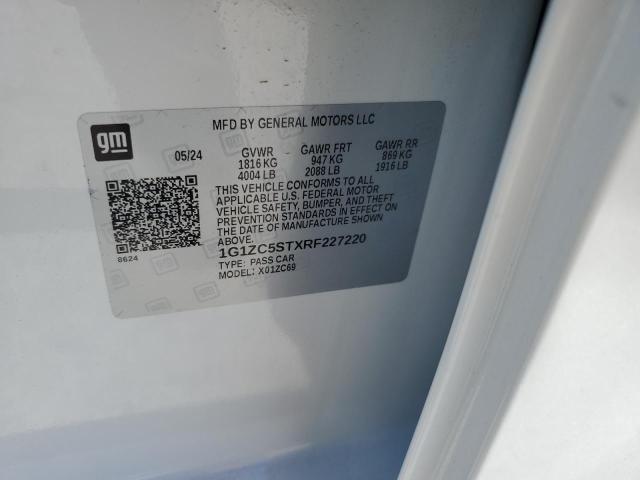 MFD BY GENERAL MOTORS LLC
gm
05/24 GVWR GAWR FRT GAWR RR
1816 KG 947 KG 869 KG
4004 LB 2088 LB 1916 LB
THIS VEHICLE CONFORMS TO ALL
APPLICABLE U.S. FEDERAL MOTOR
VEHICLE SAFETY, BUMPER, AND THEFT
PREVENTION STANDARDS IN EFFECT ON
THE DATE OF MANUFACTURE SHOWN
ABOVE.
8624
1G1ZC5STXRF227220
TYPE: PASS CAR
MODEL: X01ZC69